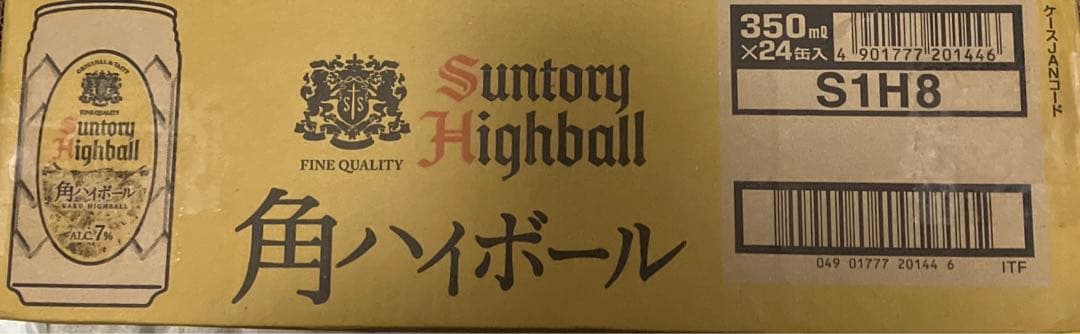 ORIGINAL & TASTY
FINE QUALITY
Suntory
Highball
角ハイボール
KAKU HIGHBALL
ALC.7%
FINE QUALITY
Suntory
Highball
角ハイボール
350ml
×24缶入
4 901777 201446
S1H8
049 01777 20144 6
ITF
ケースJANコード